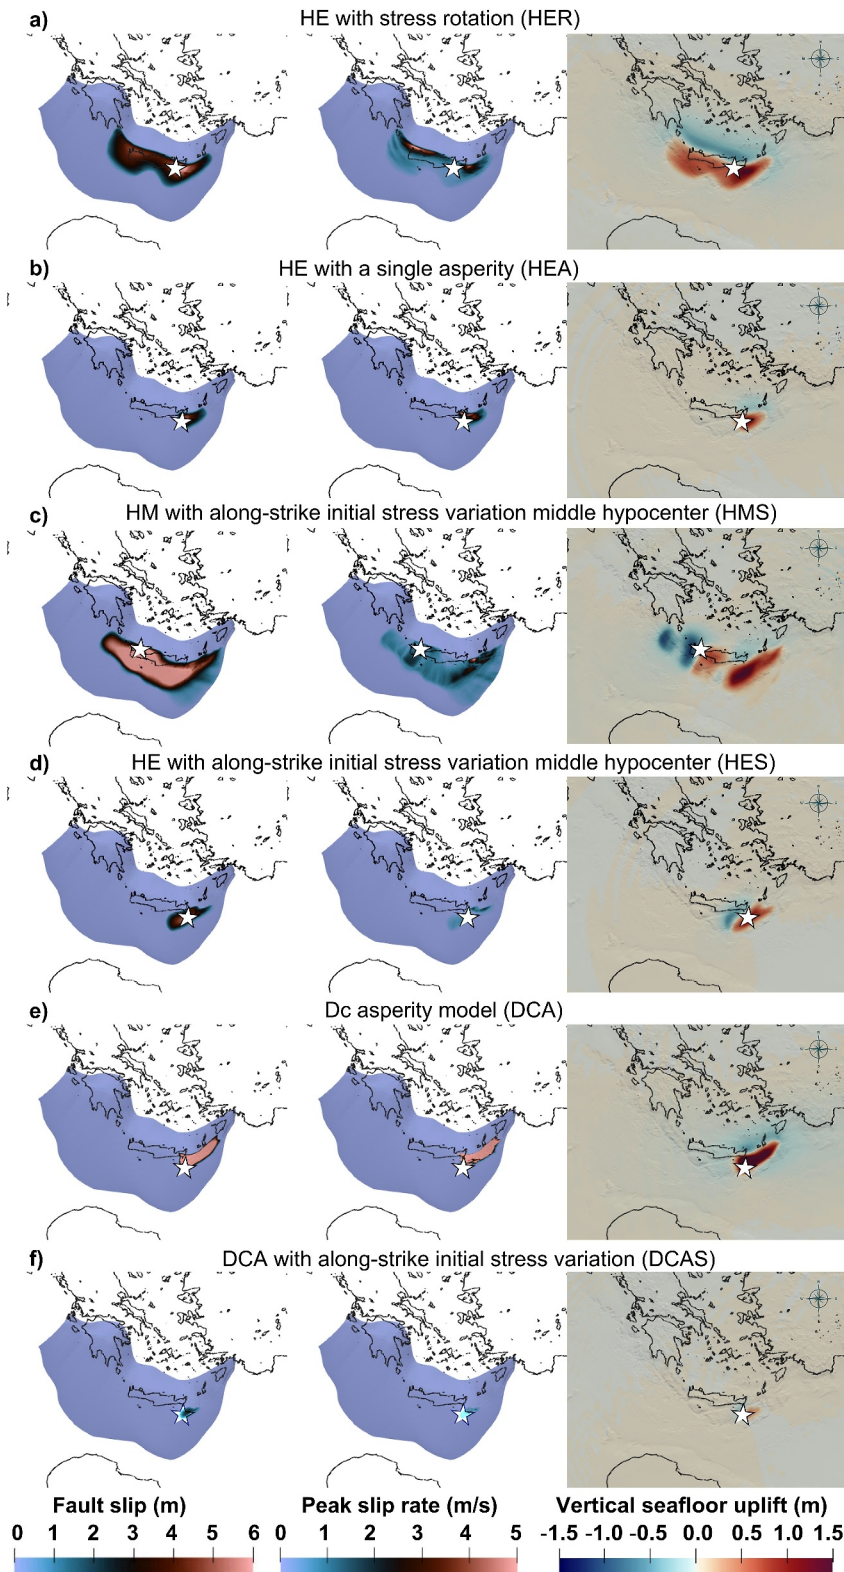 a) HE with stress rotation (HER)
b) HE with a single asperity (HEA)
c) HM with along-strike initial stress variation middle hypocenter (HMS)
d) HE with along-strike initial stress variation middle hypocenter (HES)
e) Dc asperity model (DCA)
f) DCA with along-strike initial stress variation (DCAS)
Fault slip (m) Peak slip rate (m/s) Vertical seafloor uplift (m)
0 1 2 3 4 5 6 0 1 2 3 4 5 -1.5 -1.0 -0.5 0.0 0.5 1.0 1.5